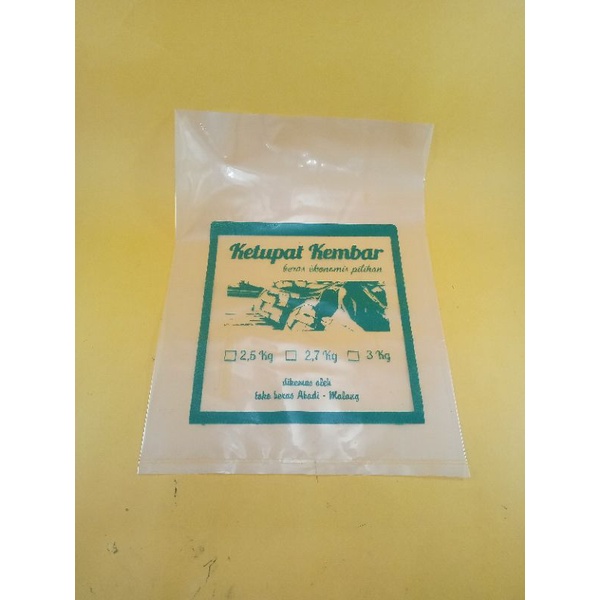 Ketupat Kembar
beras ekonomis pilihan
2,5 Kg 2,7 Kg 3 Kg
dikemas oleh
toko beras Abadi - Malang